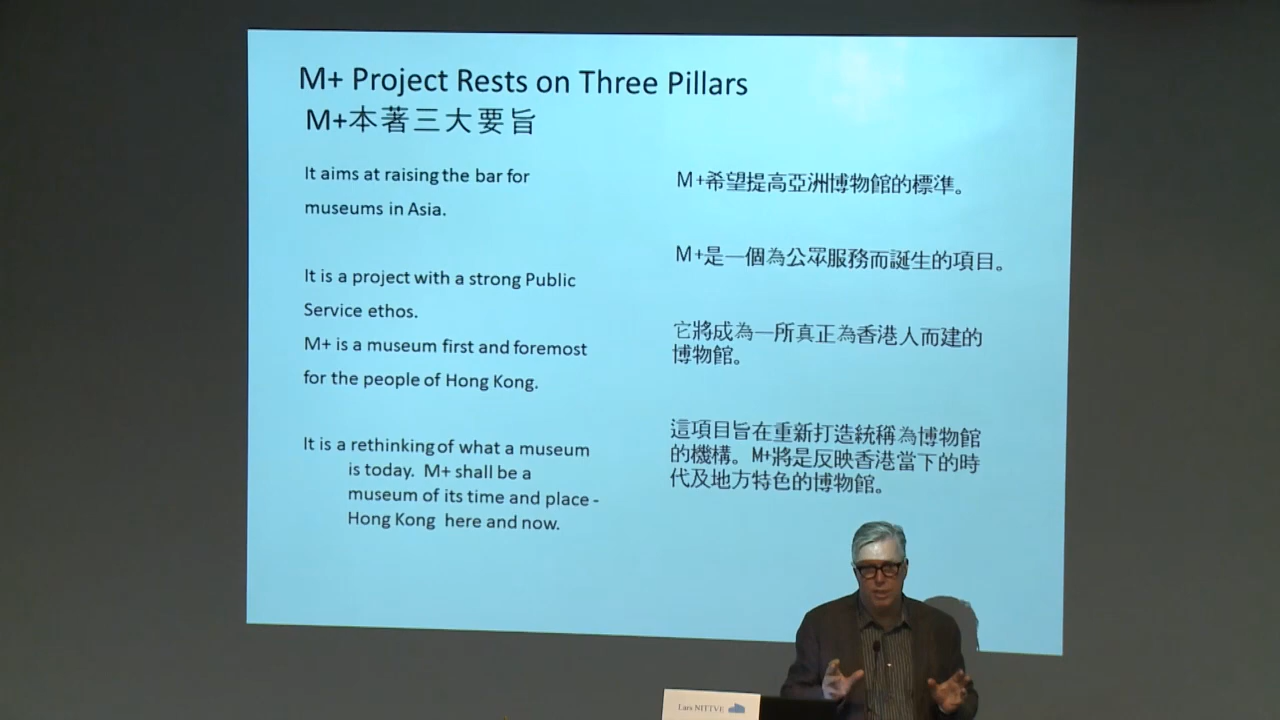 M+ Project Rests on Three Pillars
M+本著三大要旨
It aims at raising the bar for
museums in Asia.
It is a project with a strong Public
Service ethos.
M+ is a museum first and foremost
for the people of Hong Kong.
It is a rethinking of what a museum
is today. M+ shall be a
museum of its time and place -
Hong Kong here and now.
M+希望提高亞洲博物館的標準。
M+是一個為公眾服務而誕生的項目。
它將成為一所真正為香港人而建的
博物館。
這項目旨在重新打造統稱為博物館
的機構。M+將是反映香港當下的時
代及地方特色的博物館。
Lars NITTVE